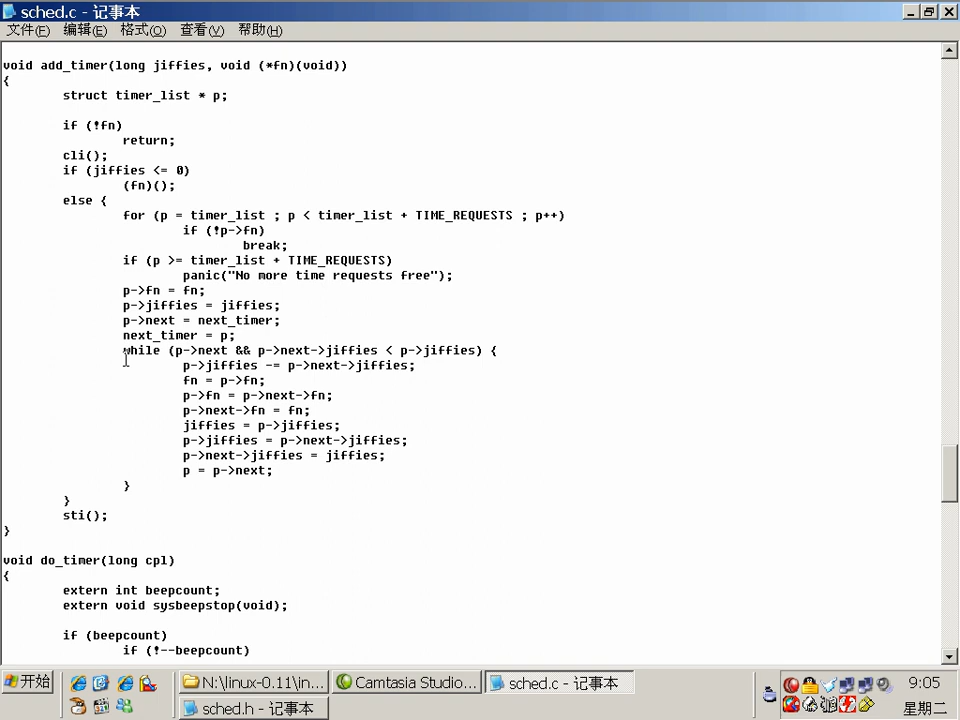 sched.c - 记事本
文件(F) 编辑(E) 格式(O) 查看(V) 帮助(H)
void add_timer(long jiffies, void (*fn)(void))
{
struct timer_list * p;
if (!fn)
return;
cli();
if (jiffies <= 0)
(fn)();
else {
for (p = timer_list ; p < timer_list + TIME_REQUESTS ; p++)
if (!p->fn)
break;
if (p >= timer_list + TIME_REQUESTS)
panic("No more time requests free");
p->fn = fn;
p->jiffies = jiffies;
p->next = next_timer;
next_timer = p;
while (p->next && p->next->jiffies < p->jiffies) {
p->jiffies -= p->next->jiffies;
fn = p->fn;
p->fn = p->next->fn;
p->next->fn = fn;
jiffies = p->jiffies;
p->jiffies = p->next->jiffies;
p->next->jiffies = jiffies;
p = p->next;
}
}
sti();
}
void do_timer(long cpl)
{
extern int beepcount;
extern void sysbeepstop(void);
if (beepcount)
if (!--beepcount)
开始 N:\linux-0.11\in... Camtasia Studio... sched.c - 记事本 9:05
sched.h - 记事本 星期二